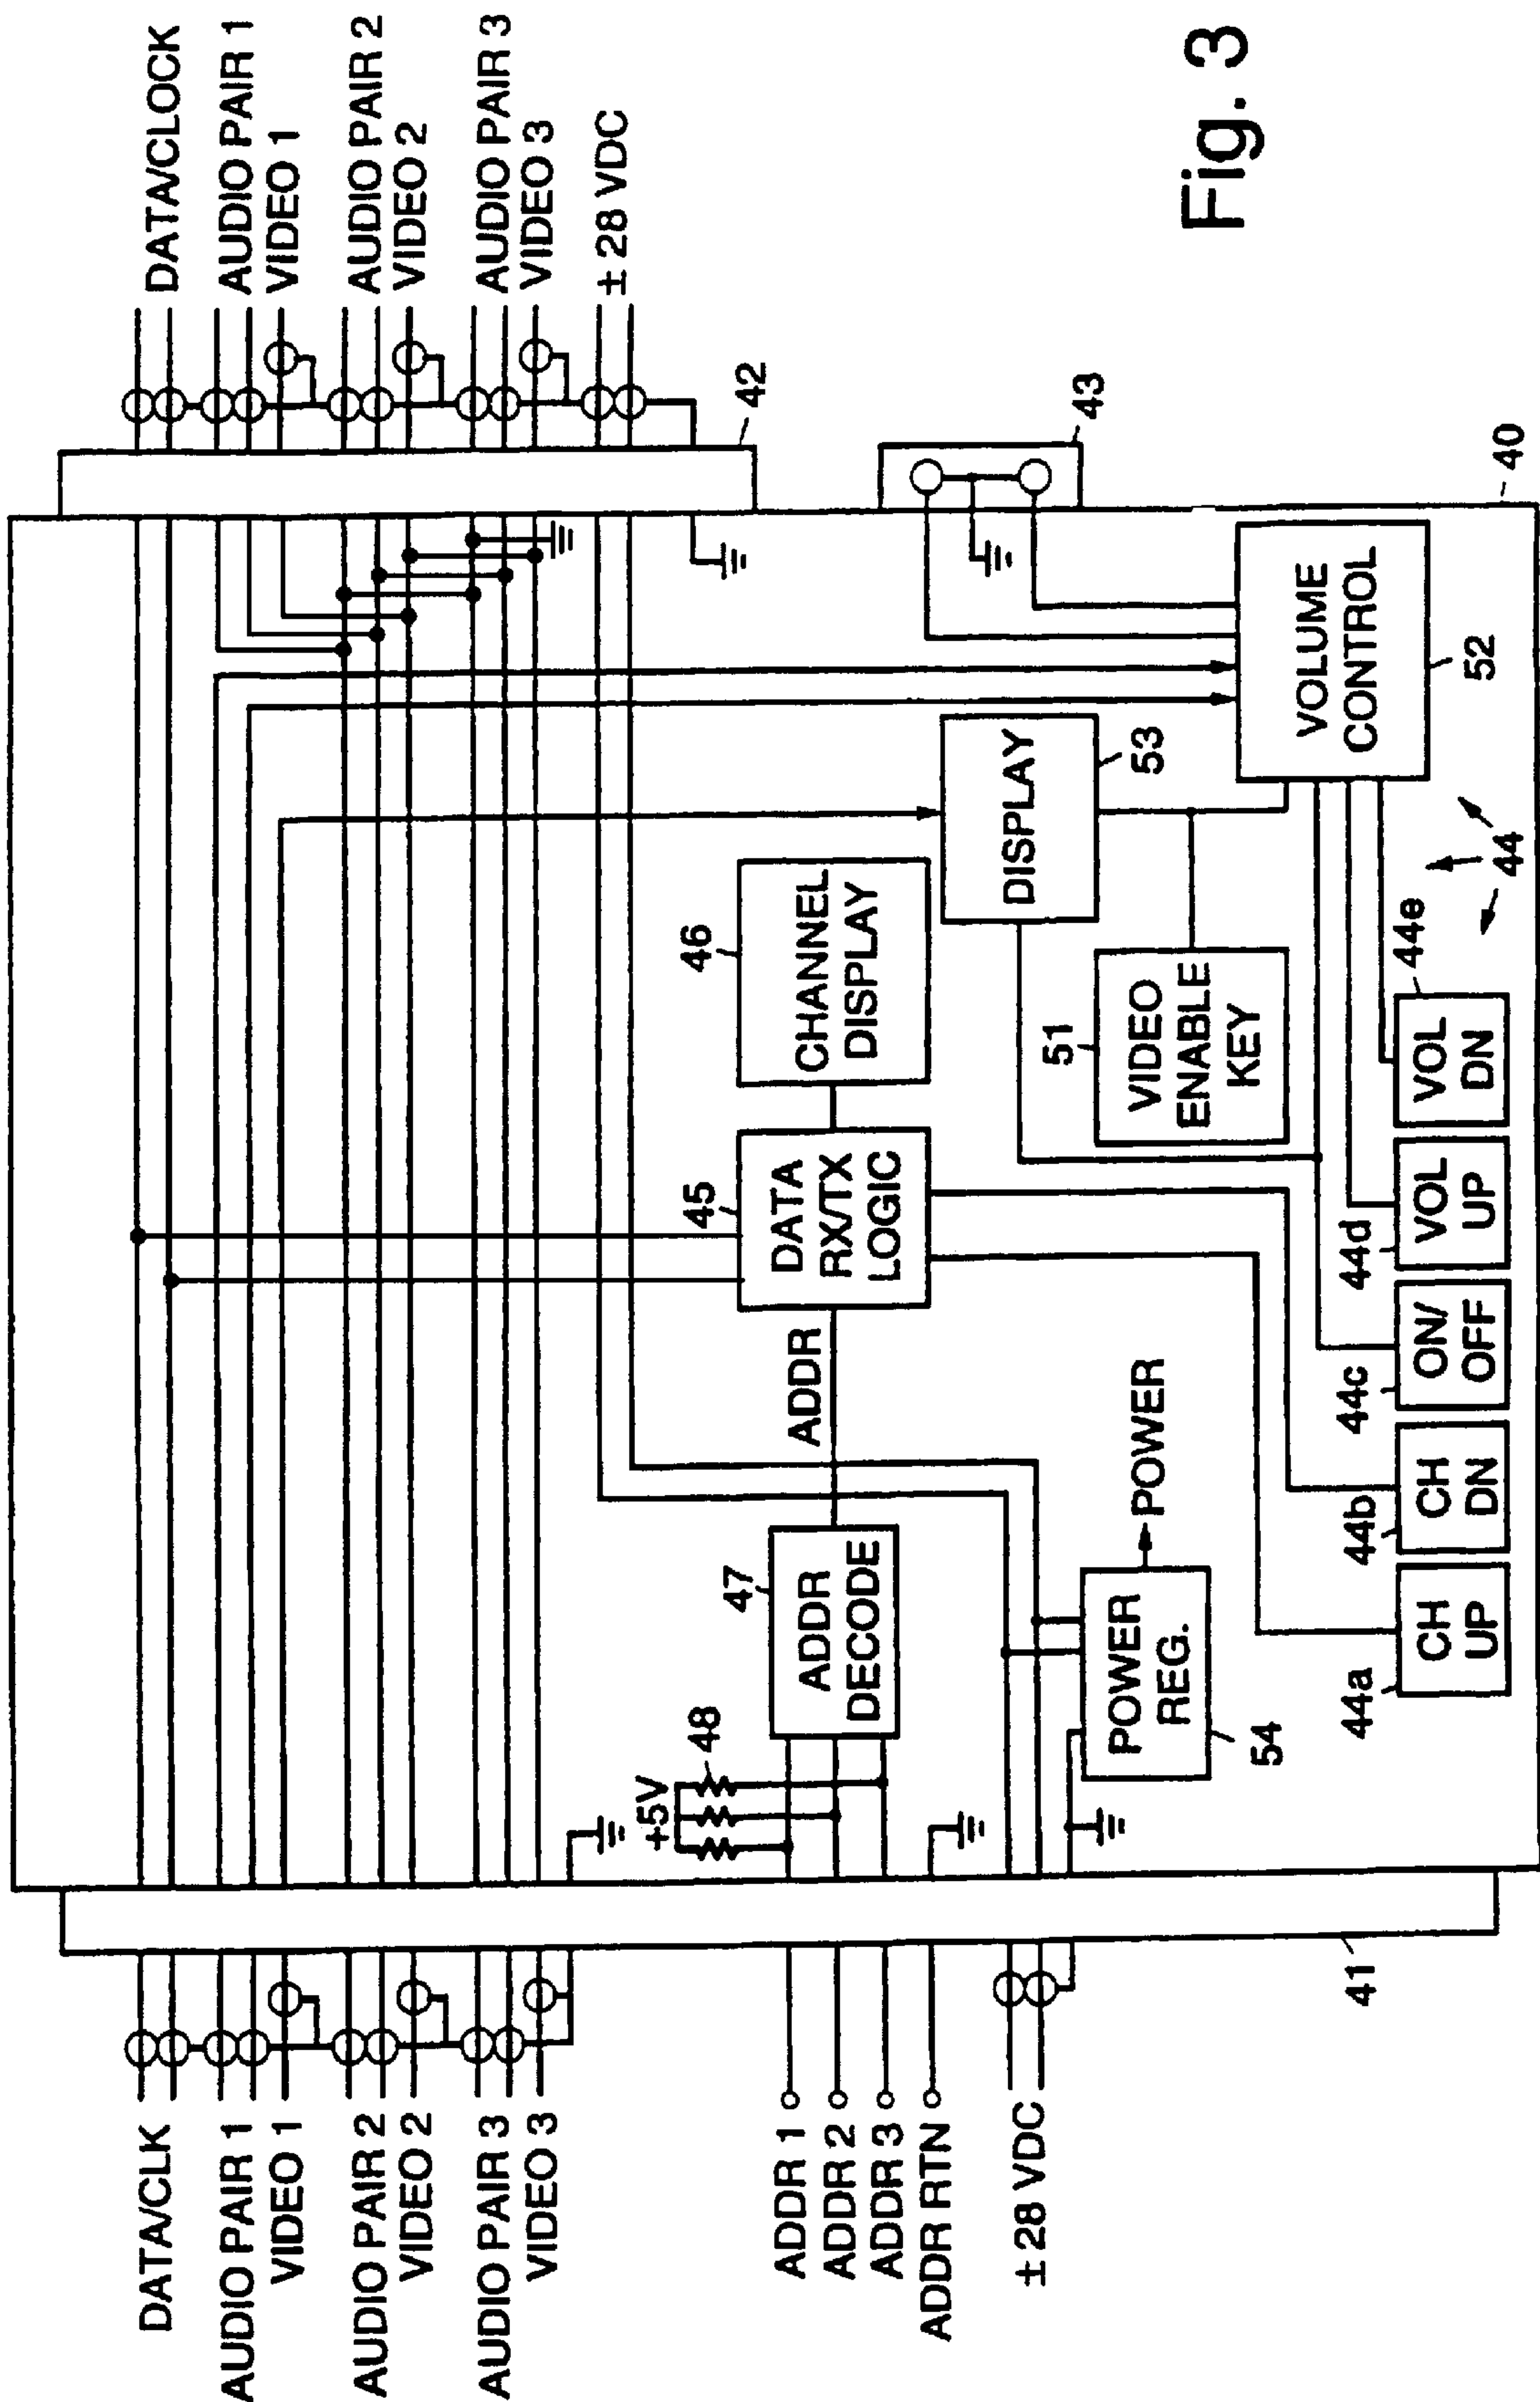 DATA/CLK
AUDIO PAIR 1
VIDEO 1
AUDIO PAIR 2
VIDEO 2
AUDIO PAIR 3
VIDEO 3
ADDR 1
ADDR 2
ADDR 3
ADDR RTN
± 28 VDC
41
+5V
48
47
ADDR
DECODE
ADDR
45
DATA
RX/TX
LOGIC
46
CHANNEL
DISPLAY
POWER
REG.
54
POWER
51
VIDEO
ENABLE
KEY
DISPLAY
53
VOLUME
CONTROL
52
44a
CH
UP
44b
CH
DN
44c
ON/
OFF
44d
VOL
UP
44e
VOL
DN
44
DATA/CLOCK
AUDIO PAIR 1
VIDEO 1
AUDIO PAIR 2
VIDEO 2
AUDIO PAIR 3
VIDEO 3
± 28 VDC
42
43
40
Fig. 3